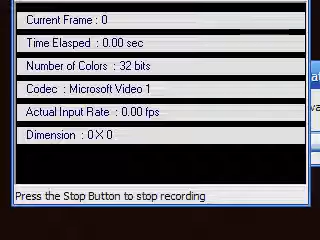 Current Frame : 0
Time Elasped : 0.00 sec
Number of Colors : 32 bits
Codec : Microsoft Video 1
Actual Input Rate : 0.00 fps
Dimension : 0 X 0
Press the Stop Button to stop recording